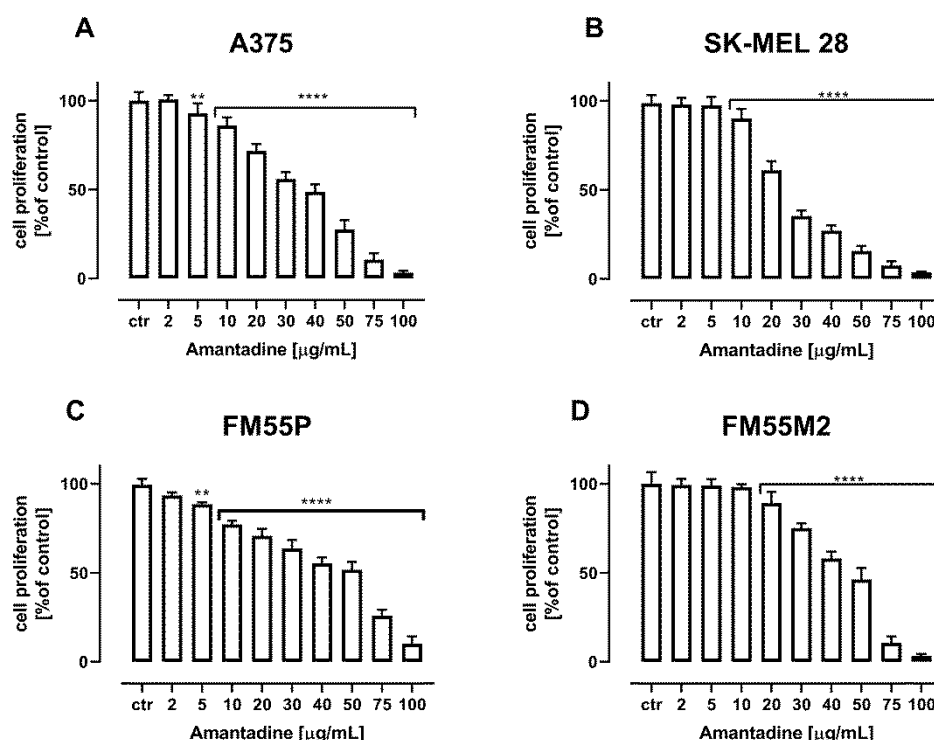 A
A375
**
****
100
50
0
cell proliferation
[%of control]
ctr 2 5 10 20 30 40 50 75 100
Amantadine [μg/mL]
B
SK-MEL 28
****
100
50
0
cell proliferation
[%of control]
ctr 2 5 10 20 30 40 50 75 100
Amantadine [μg/mL]
C
FM55P
**
****
100
50
0
cell proliferation
[%of control]
ctr 2 5 10 20 30 40 50 75 100
Amantadine [μg/mL]
D
FM55M2
****
100
50
0
cell proliferation
[%of control]
ctr 2 5 10 20 30 40 50 75 100
Amantadine [μg/mL]